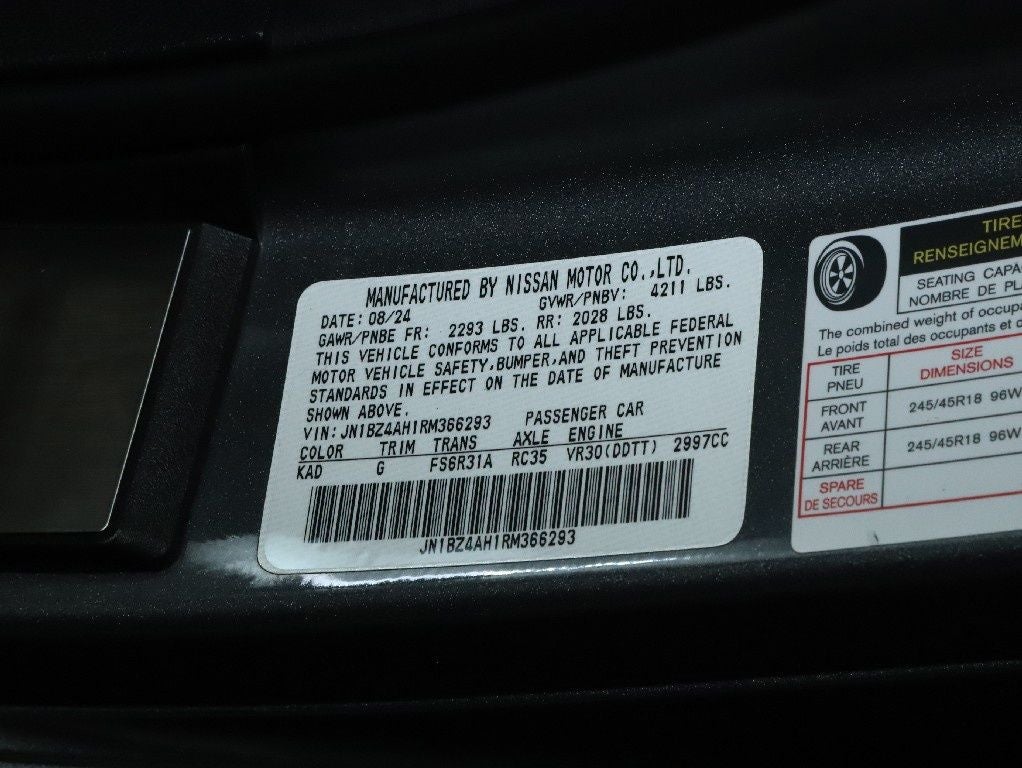 MANUFACTURED BY NISSAN MOTOR CO.,LTD.
DATE: 08/24 GVWR/PNBV: 4211 LBS.
GAWR/PNBE FR: 2293 LBS. RR: 2028 LBS.
THIS VEHICLE CONFORMS TO ALL APPLICABLE FEDERAL
MOTOR VEHICLE SAFETY,BUMPER,AND THEFT PREVENTION
STANDARDS IN EFFECT ON THE DATE OF MANUFACTURE
SHOWN ABOVE.
VIN: JN1BZ4AH1RM366293 PASSENGER CAR
COLOR TRIM TRANS AXLE ENGINE
KAD G FS6R31A RC35 VR30(DDTT) 2997CC
JN1BZ4AH1RM366293
TIRE
RENSEIGNEM
SEATING CAPA
NOMBRE DE PL
The combined weight of occupa
Le poids total des occupants et d
TIRE SIZE
PNEU DIMENSIONS
FRONT
AVANT 245/45R18 96W
REAR
ARRIÈRE 245/45R18 96W
SPARE
DE SECOURS